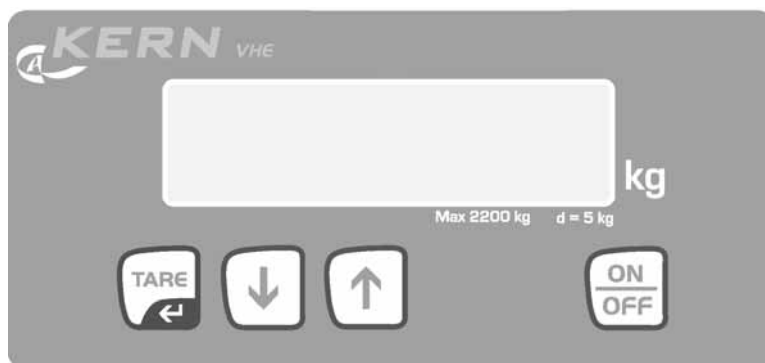 KERN VHE
kg
Max 2200 kg d = 5 kg
TARE
ON
OFF